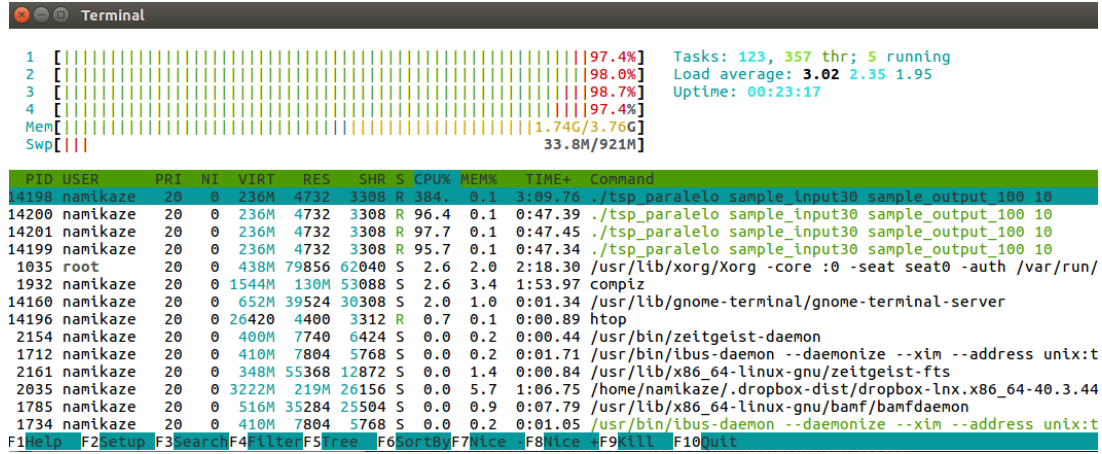 Terminal
1 [97.4%] Tasks: 123, 357 thr; 5 running
2 [98.0%] Load average: 3.02 2.35 1.95
3 [98.7%] Uptime: 00:23:17
4 [97.4%]
Mem[1.74G/3.76G]
Swp[33.8M/921M]
PID USER PRI NI VIRT RES SHR S CPU% MEM% TIME+ Command
14198 namikaze 20 0 236M 4732 3308 R 384. 0.1 3:09.76 ./tsp_paralelo sample_input30 sample_output_100 10
14200 namikaze 20 0 236M 4732 3308 R 96.4 0.1 0:47.39 ./tsp_paralelo sample_input30 sample_output_100 10
14201 namikaze 20 0 236M 4732 3308 R 97.7 0.1 0:47.45 ./tsp_paralelo sample_input30 sample_output_100 10
14199 namikaze 20 0 236M 4732 3308 R 95.7 0.1 0:47.34 ./tsp_paralelo sample_input30 sample_output_100 10
1035 root 20 0 438M 79856 62040 S 2.6 2.0 2:18.30 /usr/lib/xorg/Xorg -core :0 -seat seat0 -auth /var/run/
1932 namikaze 20 0 1544M 130M 53088 S 2.6 3.4 1:53.97 compiz
14160 namikaze 20 0 652M 39524 30308 S 2.0 1.0 0:01.34 /usr/lib/gnome-terminal/gnome-terminal-server
14196 namikaze 20 0 26420 4400 3312 R 0.7 0.1 0:00.89 htop
2154 namikaze 20 0 400M 7740 6424 S 0.0 0.2 0:00.44 /usr/bin/zeitgeist-daemon
1712 namikaze 20 0 410M 7804 5768 S 0.0 0.2 0:01.71 /usr/bin/ibus-daemon --daemonize --xim --address unix:t
2161 namikaze 20 0 348M 55368 12872 S 0.0 1.4 0:00.84 /usr/lib/x86_64-linux-gnu/zeitgeist-fts
2035 namikaze 20 0 3222M 219M 26156 S 0.0 5.7 1:06.75 /home/namikaze/.dropbox-dist/dropbox-lnx.x86_64-40.3.44
1785 namikaze 20 0 516M 35284 25504 S 0.0 0.9 0:07.79 /usr/lib/x86_64-linux-gnu/bamf/bamfdaemon
1734 namikaze 20 0 410M 7804 5768 S 0.0 0.2 0:01.05 /usr/bin/ibus-daemon --daemonize --xim --address unix:t
F1Help F2Setup F3SearchF4FilterF5Tree F6SortByF7Nice -F8Nice +F9Kill F10Quit